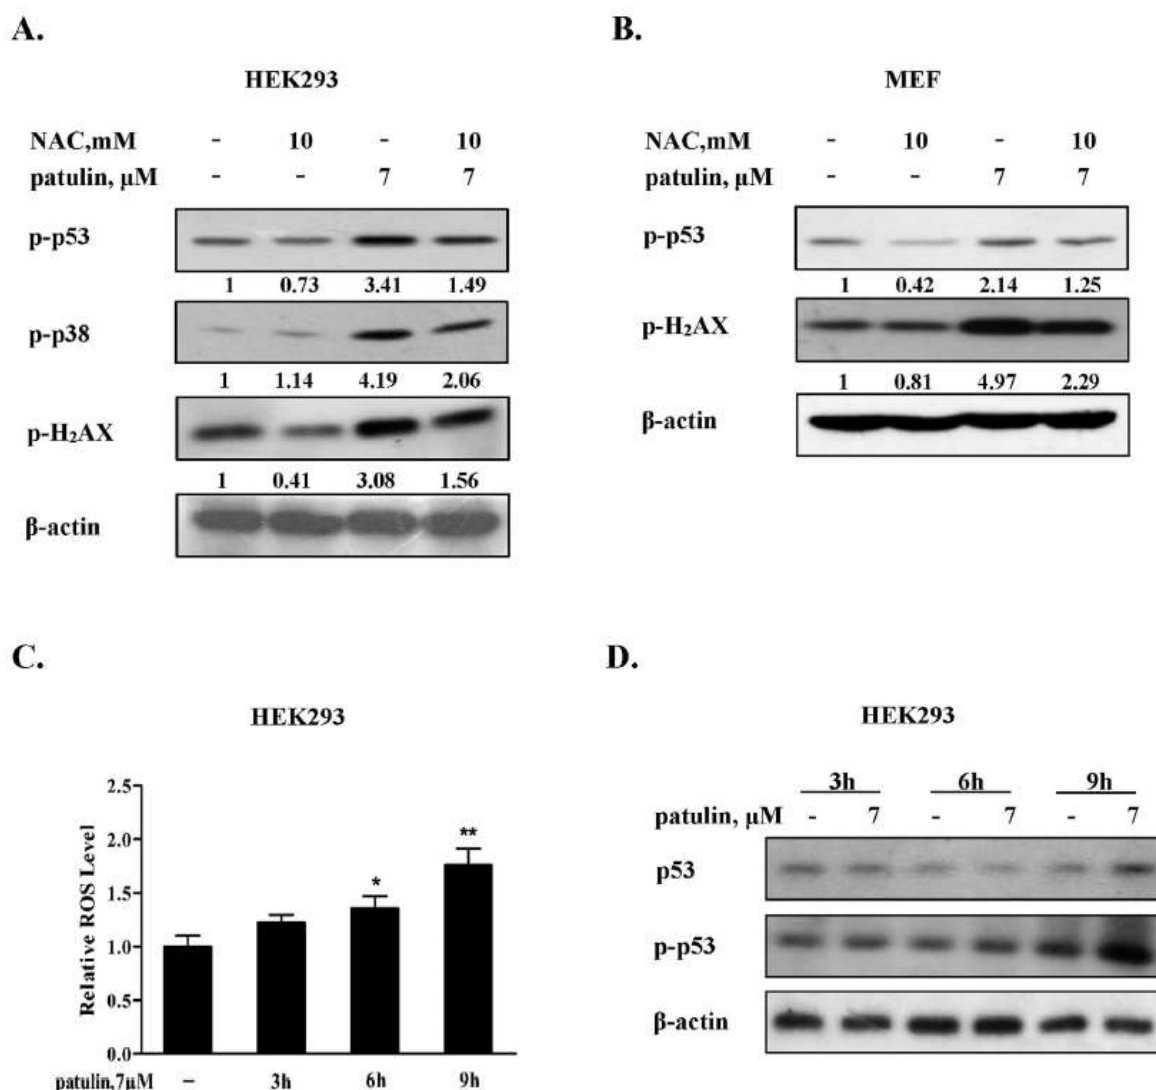 A.
HEK293
NAC,mM - 10 - 10
patulin, μM - - 7 7
p-p53
1 0.73 3.41 1.49
p-p38
1 1.14 4.19 2.06
p-H₂AX
1 0.41 3.08 1.56
β-actin
B.
MEF
NAC,mM - 10 - 10
patulin, μM - - 7 7
p-p53
1 0.42 2.14 1.25
p-H₂AX
1 0.81 4.97 2.29
β-actin
C.
HEK293
Relative ROS Level
2.5
2.0
1.5
1.0
0.5
0.0
* **
patulin,7μM – 3h 6h 9h
D.
HEK293
3h 6h 9h
patulin, μM - 7 - 7 - 7
p53
p-p53
β-actin